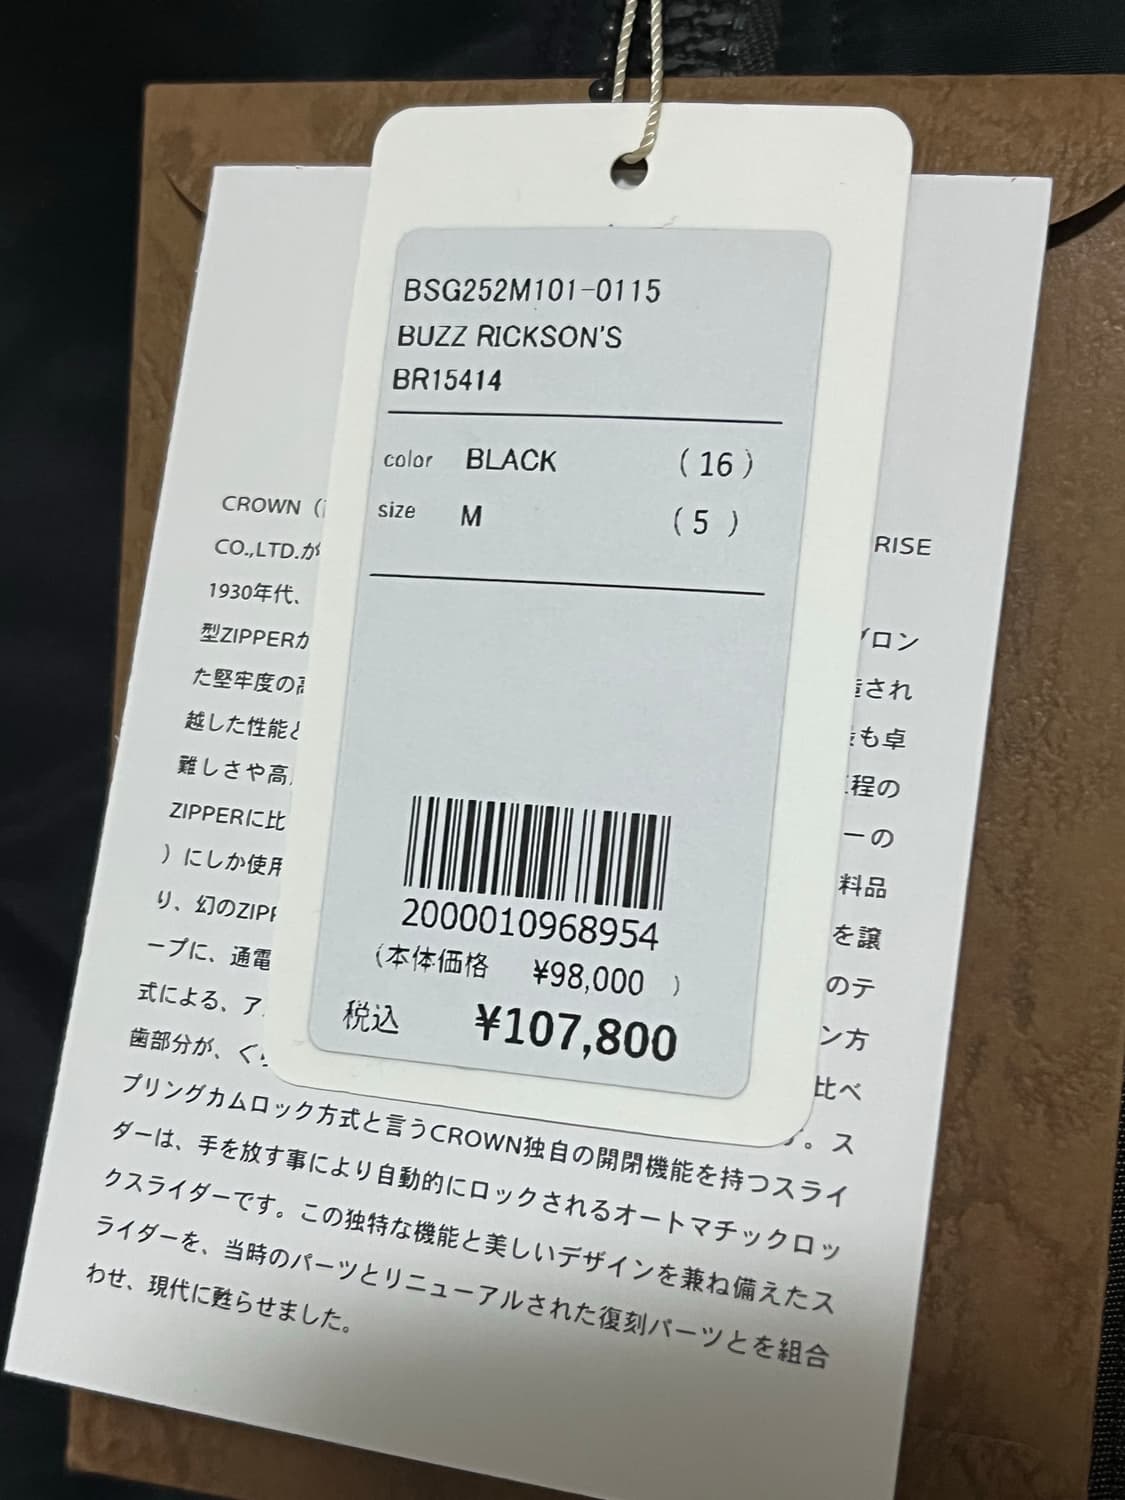 BSG252M101-0115
BUZZ RICKSON'S
BR15414
color BLACK (16)
size M (5)
2000010968954
(本体価格 ¥98,000 )
税込 ¥107,800
CROWN
RISE
CO.,LTD.が
1930年代、
型ZIPPERが
ロン
た堅牢度の高
され
越した性能と
も卓
難しさや高
程の
ZIPPERに比
ーの
)にしか使用
料品
り、幻のZIPP
を譲
ープに、通電
のテ
式による、ア
ン方
歯部分が、く
比べ
。ス
プリングカムロック方式と言うCROWN独自の開閉機能を持つスライ
ダーは、手を放す事により自動的にロックされるオートマチックロッ
クスライダーです。この独特な機能と美しいデザインを兼ね備えたス
ライダーを、当時のパーツとリニューアルされた復刻パーツとを組合
わせ、現代に甦らせました。